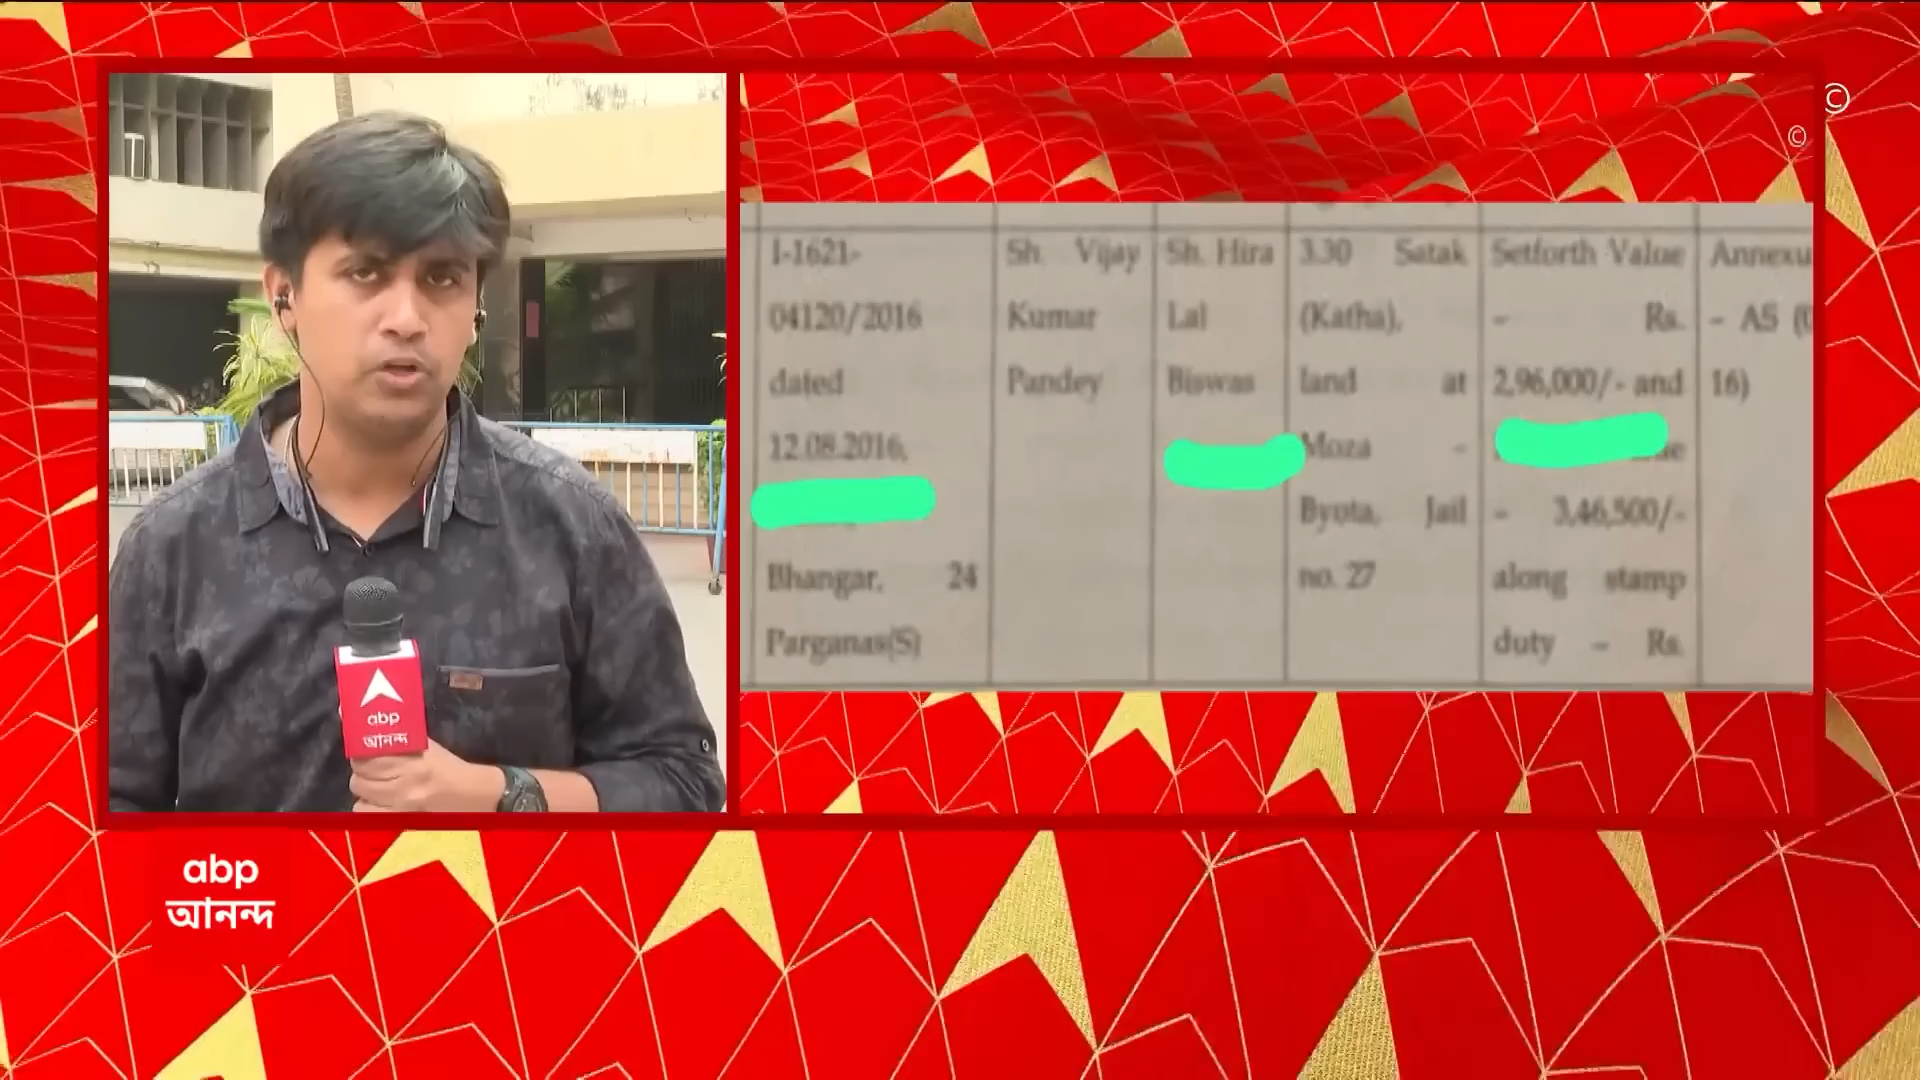 ©
©
I-1621-
04120/2016
dated
12.08.2016,
Bhangar, 24
Parganas(S)
Sh. Vijay
Kumar
Pandey
Sh. Hira
Lal
Biswas
3.30 Satak
(Katha),
land at
Moza -
Byota, Jail
no. 27
Setforth Value
- Rs.
2,96,000/- and
- 3,46,500/-
along stamp
duty - Rs.
Annexu
- AS (
16)
abp
আনন্দ
abp
আনন্দ